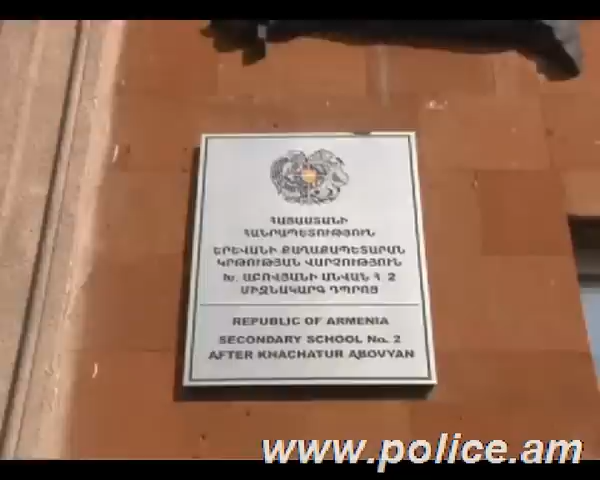 ՀԱՅԱՍՏԱՆԻ
ՀԱՆՐԱՊԵՏՈՒԹՅՈՒՆ
ԵՐԵՎԱՆԻ ՔԱՂԱՔԱՊԵՏԱՐԱՆ
ԿՐԹՈՒԹՅԱՆ ՎԱՐՉՈՒԹՅՈՒՆ
Խ. ԱԲՈՎՅԱՆԻ ԱՆՎԱՆ Հ 2
ՄԻՋՆԱԿԱՐԳ ԴՊՐՈՑ
REPUBLIC OF ARMENIA
SECONDARY SCHOOL No. 2
AFTER KHACHATUR ABOVYAN
www.police.am